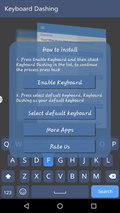 Keyboard Dashing
how to install
1. Press Enable Keyboard and then check
Keyboard Dashing in the list, to continue
the process press back
Enable Keyboard
2. Press select default keyboard, Keyboard
Dashing as your default keyboard
Select default keyboard
More Apps
Rate Us
A S D F G H J K L
Z X C V B N M
123
Search